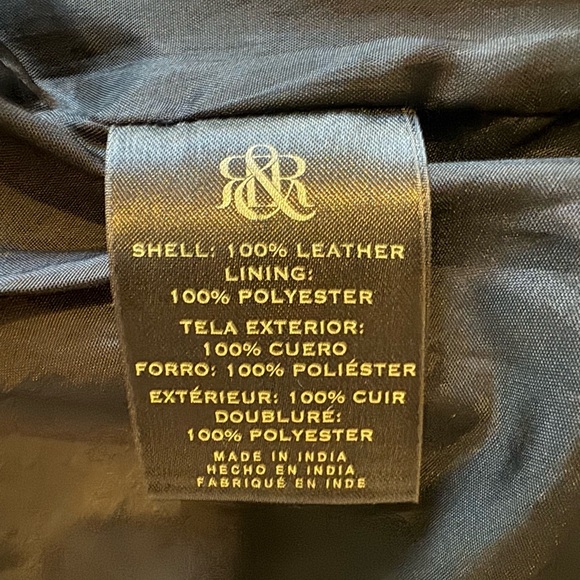 R&R
SHELL: 100% LEATHER
LINING:
100% POLYESTER
TELA EXTERIOR:
100% CUERO
FORRO: 100% POLIÉSTER
EXTÉRIEUR: 100% CUIR
DOUBLURÉ:
100% POLYESTER
MADE IN INDIA
HECHO EN INDIA
FABRIQUÉ EN INDE